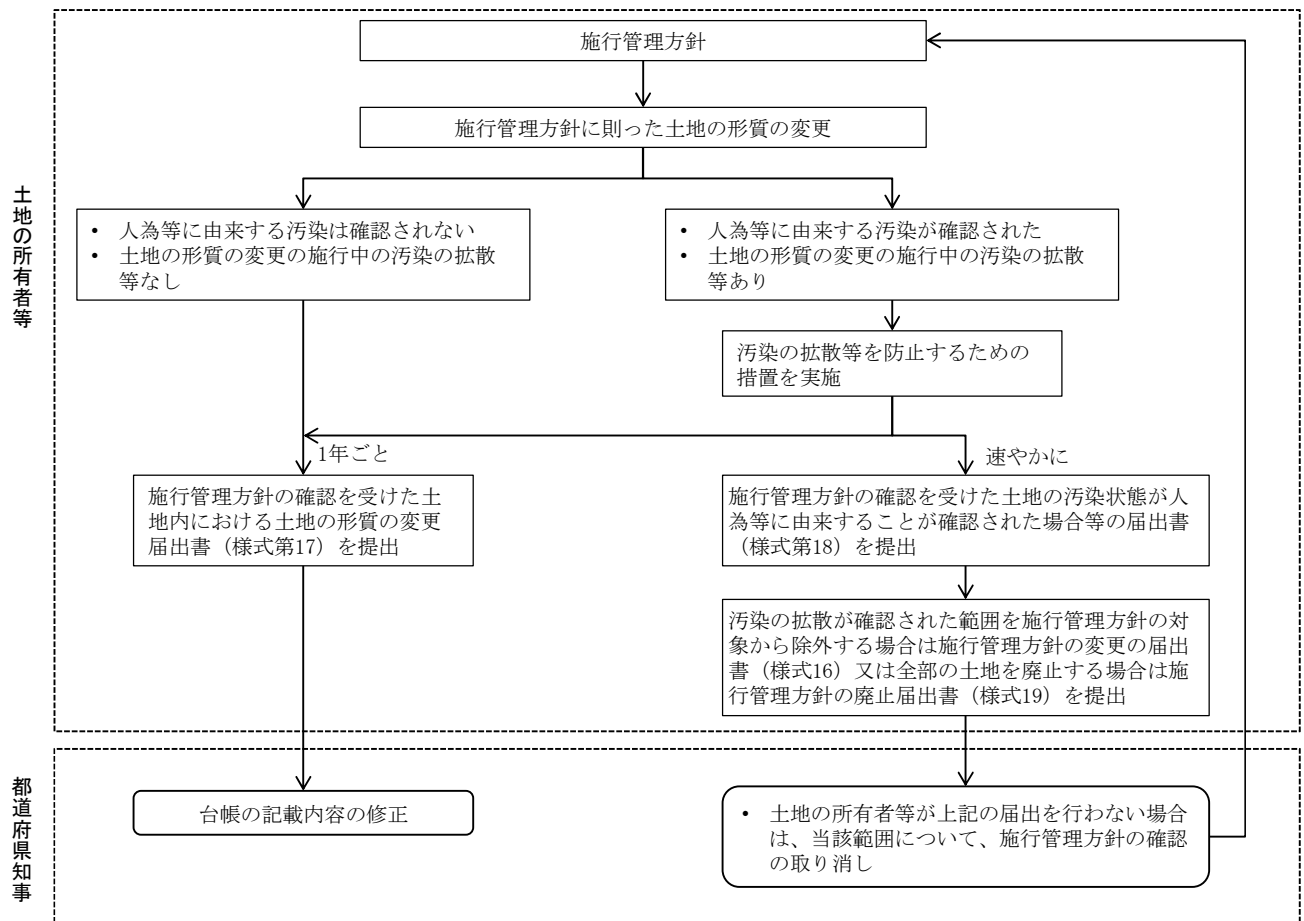 施行管理方針
施行管理方針に則った土地の形質の変更
土地の所有者等
• 人為等に由来する汚染は確認されない
• 土地の形質の変更の施行中の汚染の拡散
等なし
• 人為等に由来する汚染が確認された
• 土地の形質の変更の施行中の汚染の拡散
等あり
汚染の拡散等を防止するための
措置を実施
1年ごと
速やかに
施行管理方針の確認を受けた土
地内における土地の形質の変更
届出書（様式第17）を提出
施行管理方針の確認を受けた土地の汚染状態が人
為等に由来することが確認された場合等の届出書
（様式第18）を提出
汚染の拡散が確認された範囲を施行管理方針の対
象から除外する場合は施行管理方針の変更の届出
書（様式16）又は全部の土地を廃止する場合は施
行管理方針の廃止届出書（様式19）を提出
都道府県知事
台帳の記載内容の修正
• 土地の所有者等が上記の届出を行わない場合
は、当該範囲について、施行管理方針の確認
の取り消し